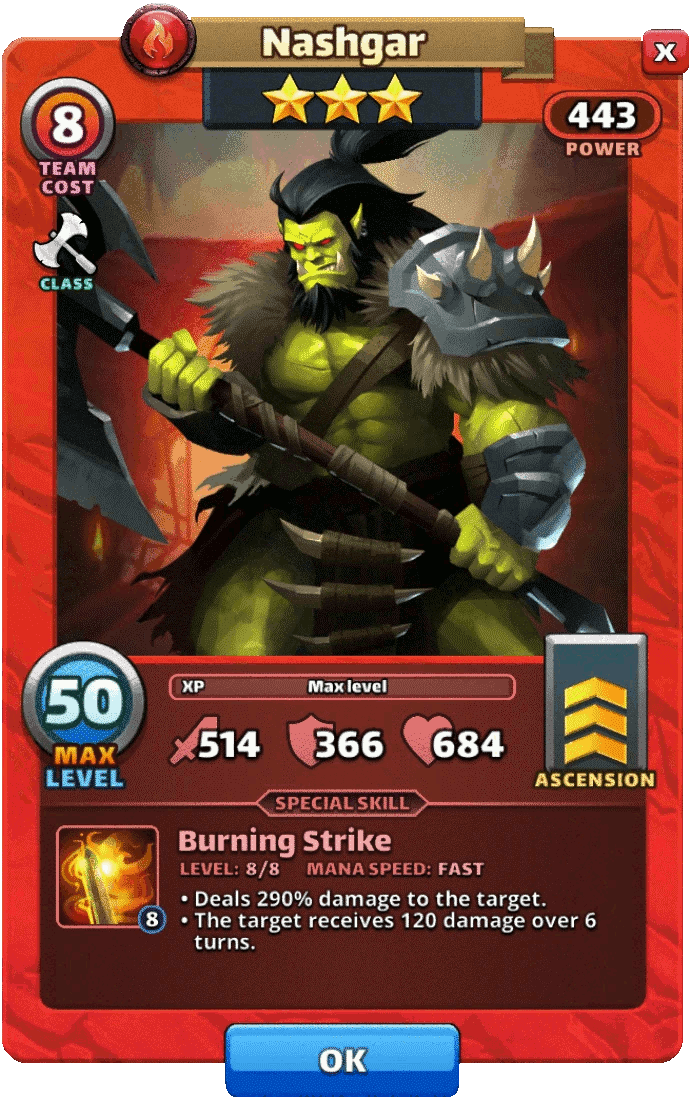 Nashgar
X
8
443
TEAM
COST
POWER
CLASS
50
MAX
LEVEL
XP Max level
514 366 684
ASCENSION
SPECIAL SKILL
Burning Strike
LEVEL: 8/8 MANA SPEED: FAST
8
• Deals 290% damage to the target.
• The target receives 120 damage over 6
turns.
OK